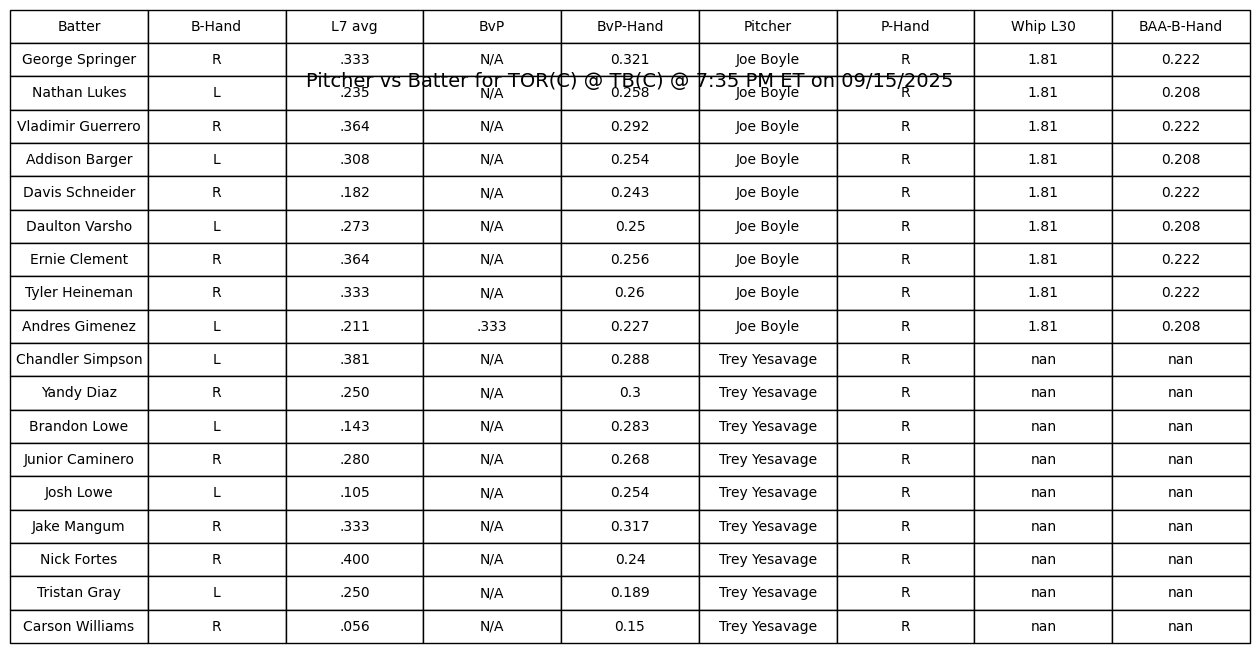 Batter B-Hand L7 avg BvP BvP-Hand Pitcher P-Hand Whip L30 BAA-B-Hand
George Springer R .333 N/A 0.321 Joe Boyle R 1.81 0.222
Pitcher vs Batter for TOR(C) @ TB(C) @ 7:35 PM ET on 09/15/2025
Nathan Lukes L .235 N/A 0.258 Joe Boyle R 1.81 0.208
Vladimir Guerrero R .364 N/A 0.292 Joe Boyle R 1.81 0.222
Addison Barger L .308 N/A 0.254 Joe Boyle R 1.81 0.208
Davis Schneider R .182 N/A 0.243 Joe Boyle R 1.81 0.222
Daulton Varsho L .273 N/A 0.25 Joe Boyle R 1.81 0.208
Ernie Clement R .364 N/A 0.256 Joe Boyle R 1.81 0.222
Tyler Heineman R .333 N/A 0.26 Joe Boyle R 1.81 0.222
Andres Gimenez L .211 .333 0.227 Joe Boyle R 1.81 0.208
Chandler Simpson L .381 N/A 0.288 Trey Yesavage R nan nan
Yandy Diaz R .250 N/A 0.3 Trey Yesavage R nan nan
Brandon Lowe L .143 N/A 0.283 Trey Yesavage R nan nan
Junior Caminero R .280 N/A 0.268 Trey Yesavage R nan nan
Josh Lowe L .105 N/A 0.254 Trey Yesavage R nan nan
Jake Mangum R .333 N/A 0.317 Trey Yesavage R nan nan
Nick Fortes R .400 N/A 0.24 Trey Yesavage R nan nan
Tristan Gray L .250 N/A 0.189 Trey Yesavage R nan nan
Carson Williams R .056 N/A 0.15 Trey Yesavage R nan nan